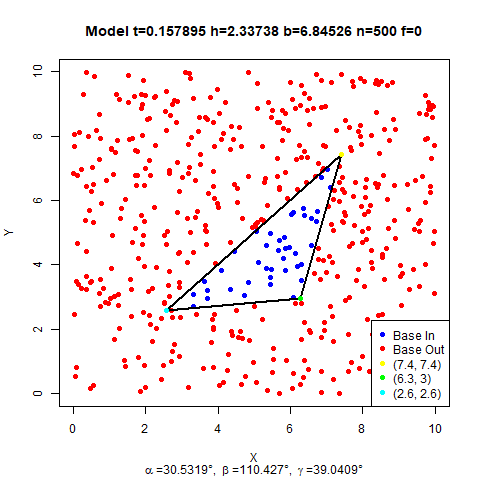 Model t=0.157895 h=2.33738 b=6.84526 n=500 f=0
10
8
6
4
2
0
Y
Base In
Base Out
(7.4, 7.4)
(6.3, 3)
(2.6, 2.6)
0 2 4 6 8 10
X
α=30.5319°, β=110.427°, γ=39.0409°